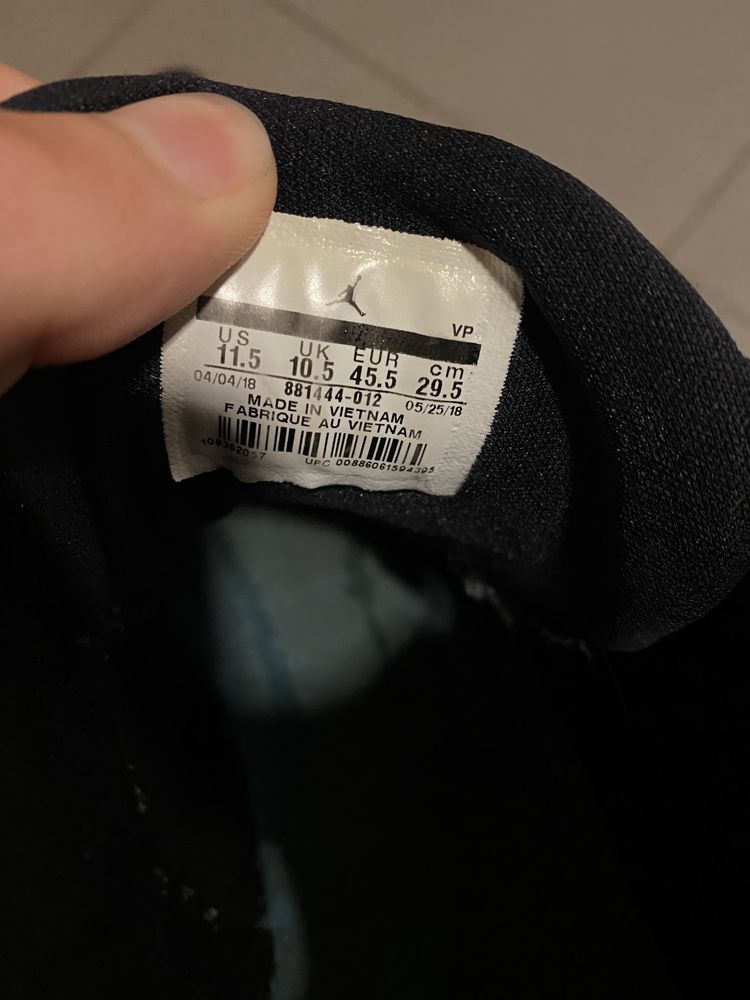 VP
US UK EUR cm
11.5 10.5 45.5 29.5
04/04/18 881444-012 05/25/18
MADE IN VIETNAM
FABRIQUE AU VIETNAM
108362057 UPC 00886061594395